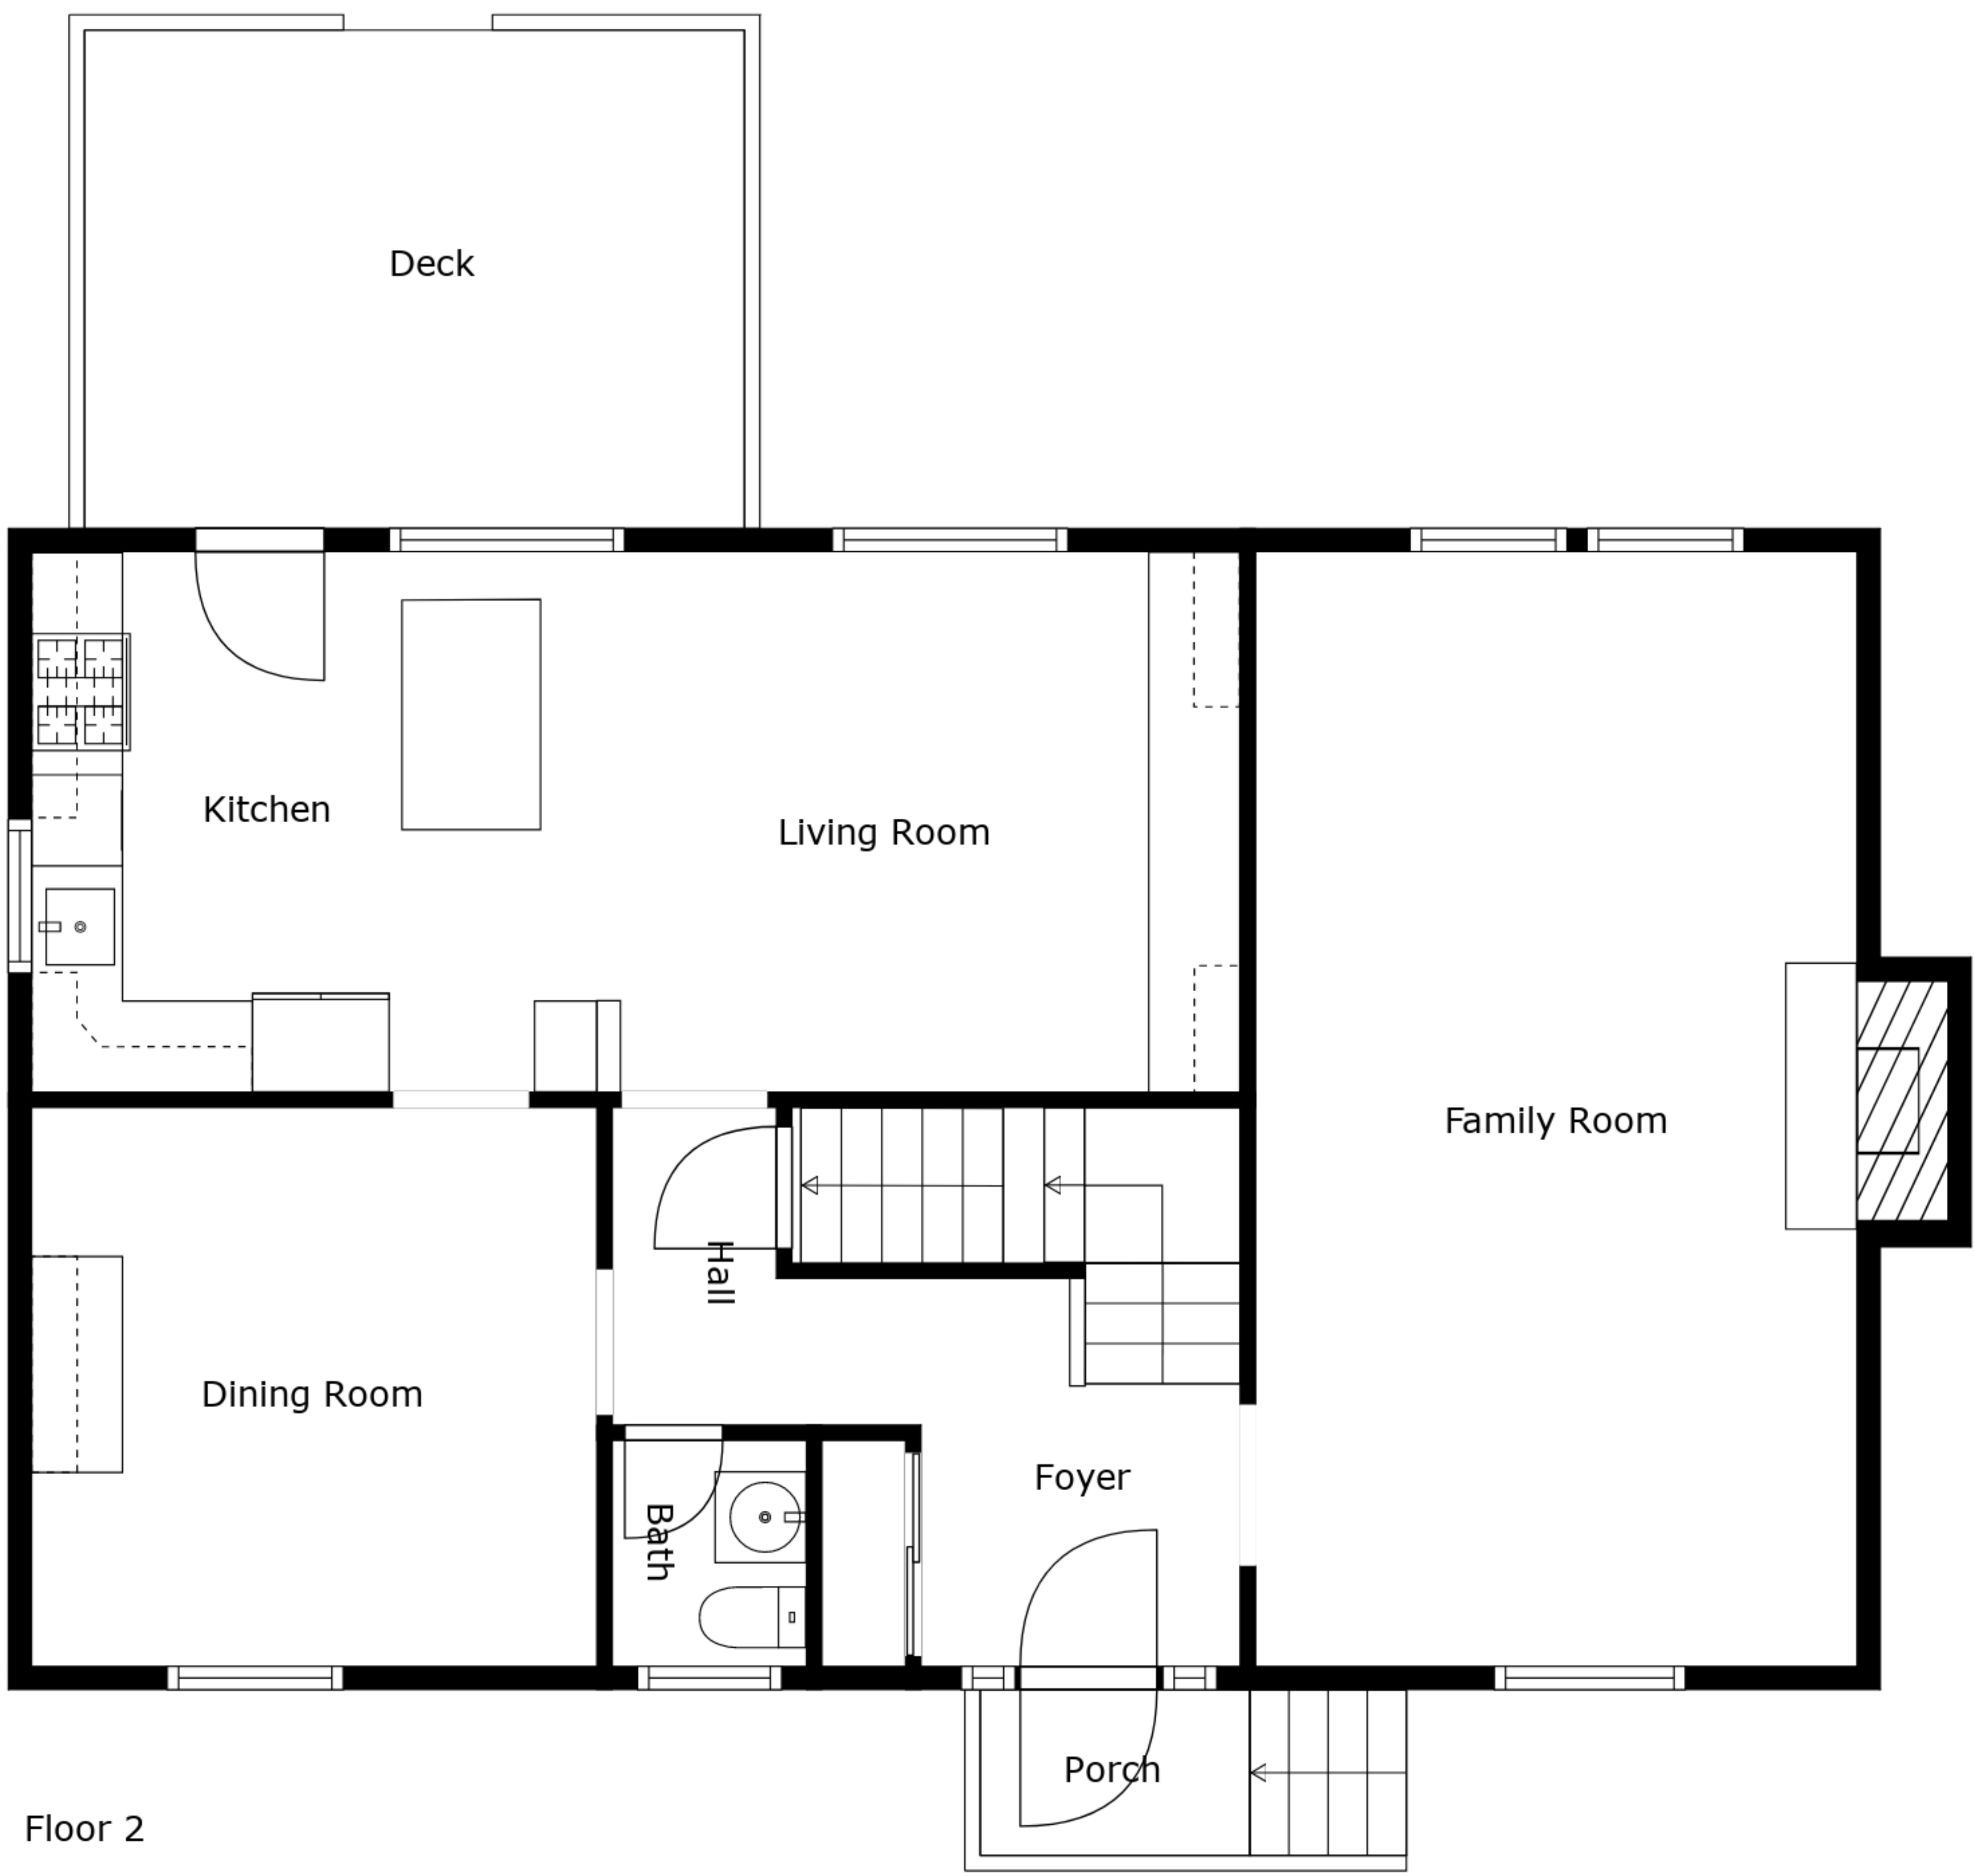 Deck
Kitchen
Living Room
Family Room
Hall
Dining Room
Foyer
Bath
Porch
Floor 2